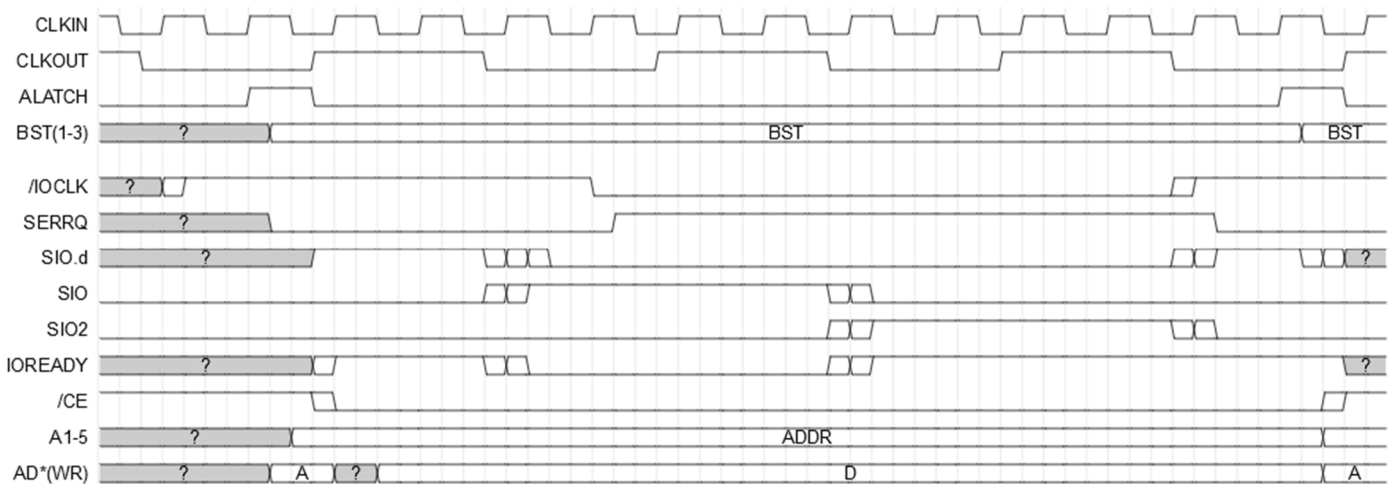 CLKIN
CLKOUT
ALATCH
BST(1-3) ? BST BST
/IOCLK ?
SERRQ ?
SIO.d ? ?
SIO
SIO2
IOREADY ? ?
/CE
A1-5 ? ADDR
AD*(WR) ? A ? D A